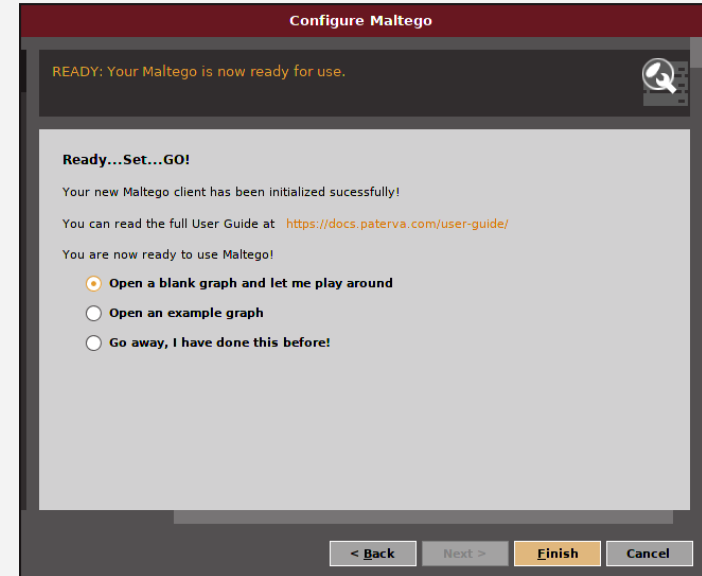 Configure Maltego
READY: Your Maltego is now ready for use.
Ready...Set...GO!
Your new Maltego client has been initialized sucessfully!
You can read the full User Guide at https://docs.paterva.com/user-guide/
You are now ready to use Maltego!
Open a blank graph and let me play around
Open an example graph
Go away, I have done this before!
< Back Next > Finish Cancel